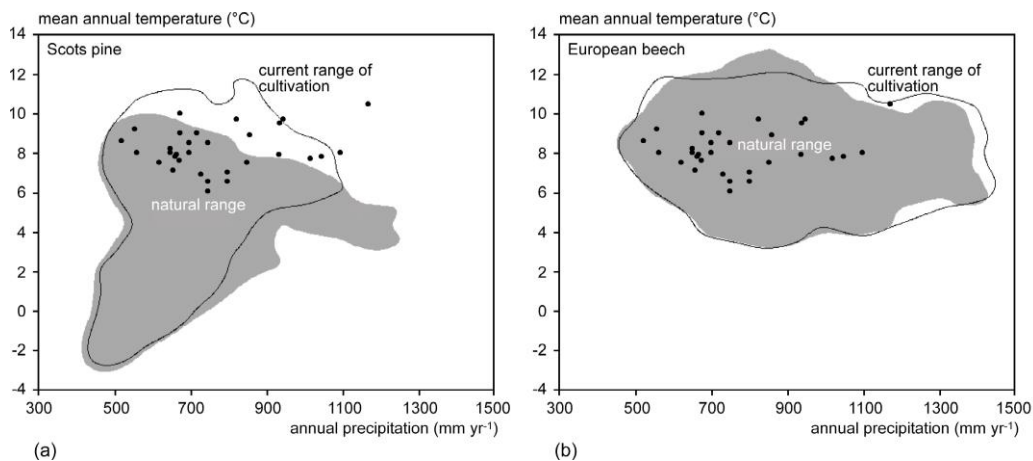 mean annual temperature (°C)
Scots pine
current range of
cultivation
natural range
14
12
10
8
6
4
2
0
-2
-4
300
500
700
900
1100
1300
1500
annual precipitation (mm yr-1)
(a)
mean annual temperature (°C)
European beech
current range of
cultivation
natural range
14
12
10
8
6
4
2
0
-2
-4
300
500
700
900
1100
1300
1500
annual precipitation (mm yr-1)
(b)